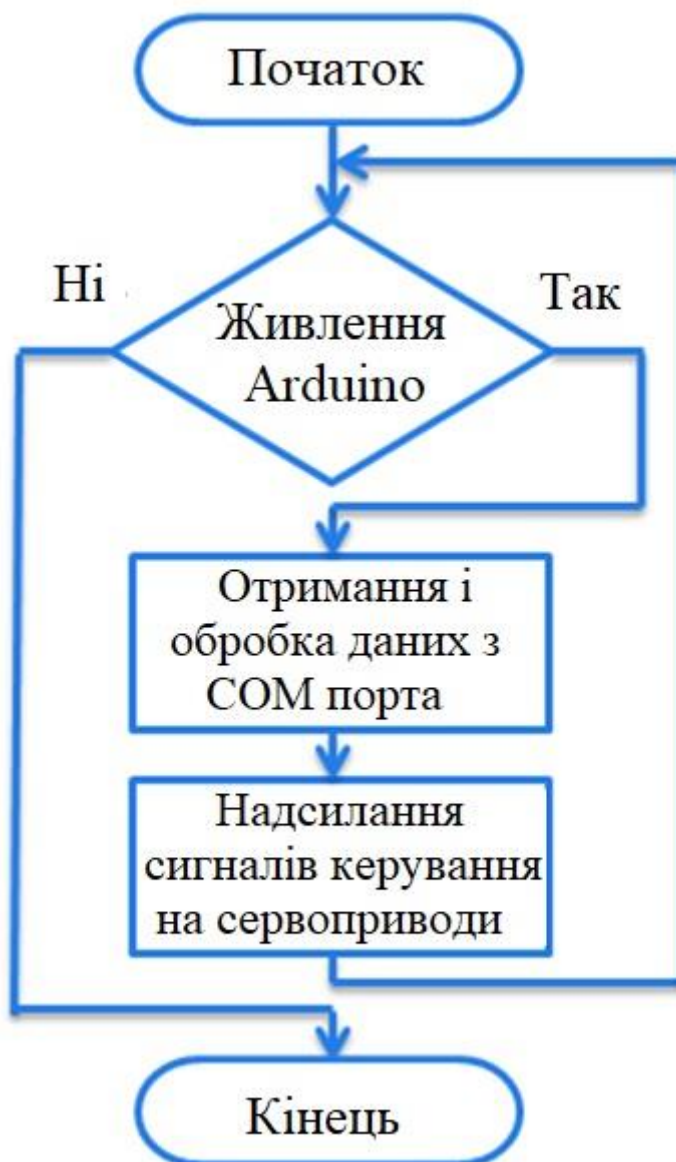 Початок
Ні
Так
Живлення
Arduino
Отримання і
обробка даних з
COM порта
Надсилання
сигналів керування
на сервоприводи
Кінець